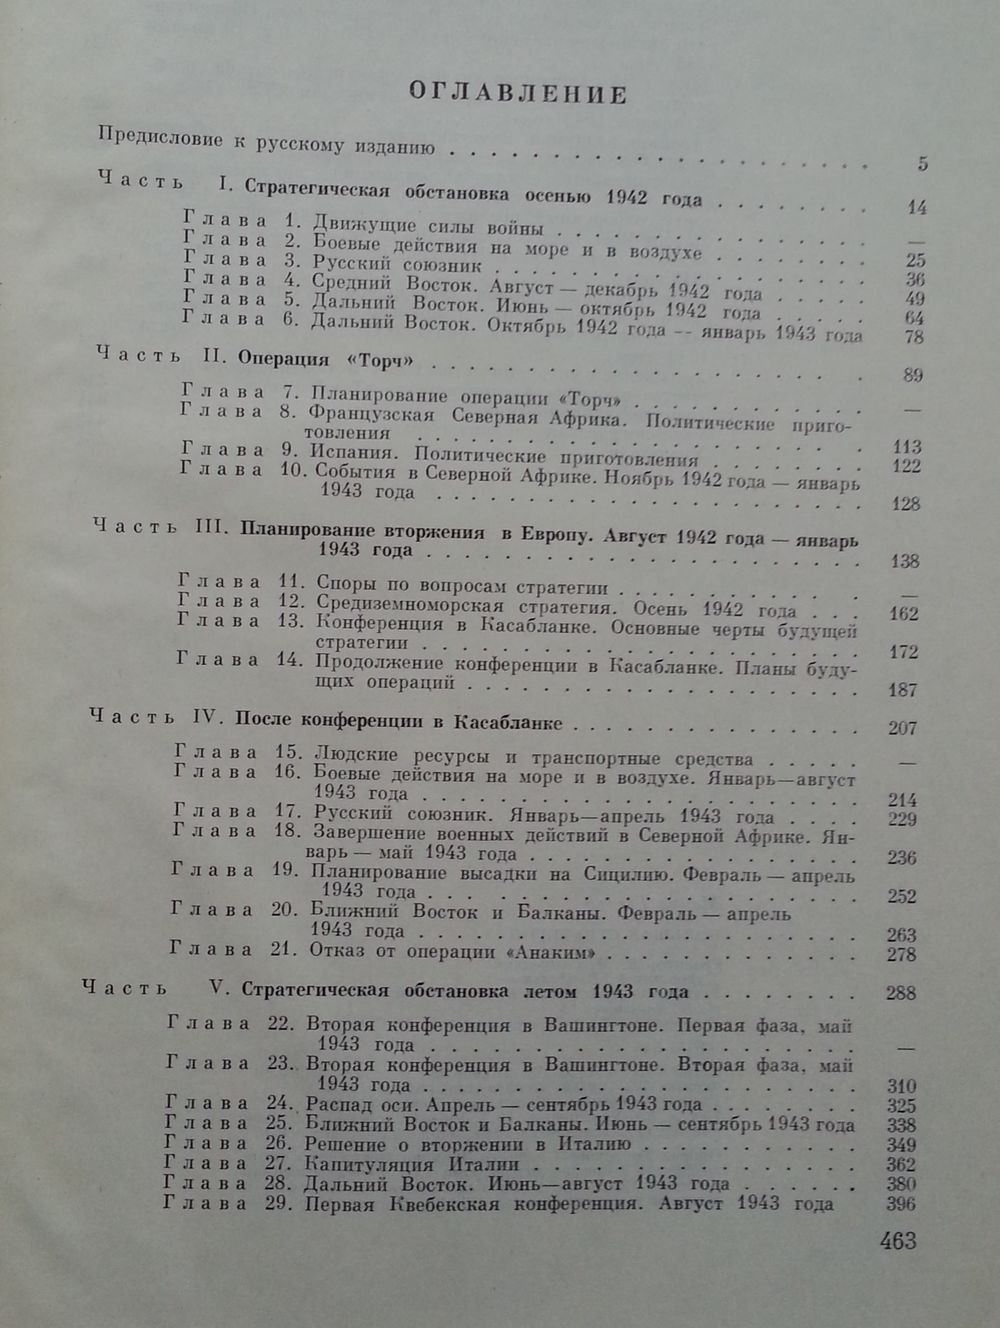 ОГЛАВЛЕНИЕ
Предисловие к русскому изданию . . . . . . . . . . . . . . . . . . . 5
Часть I. Стратегическая обстановка осенью 1942 года . . . . . . . . 14
Глава 1. Движущие силы войны . . . . . . . . . . . . . . —
Глава 2. Боевые действия на море и в воздухе . . . . . . . 25
Глава 3. Русский союзник . . . . . . . . . . . . . . . . . 36
Глава 4. Средний Восток. Август — декабрь 1942 года . . . . . 49
Глава 5. Дальний Восток. Июнь — октябрь 1942 года . . . . . 64
Глава 6. Дальний Восток. Октябрь 1942 года -- январь 1943 года 78
Часть II. Операция «Торч» . . . . . . . . . . . . . . . . . . . 89
Глава 7. Планирование операции «Торч» . . . . . . . . . . —
Глава 8. Французская Северная Африка. Политические приго-
товления . . . . . . . . . . . . . . . . . . . . 113
Глава 9. Испания. Политические приготовления . . . . . . . 122
Глава 10. События в Северной Африке. Ноябрь 1942 года — январь
1943 года . . . . . . . . . . . . . . . . . . . 128
Часть III. Планирование вторжения в Европу. Август 1942 года — январь
1943 года . . . . . . . . . . . . . . . . . . . 138
Глава 11. Споры по вопросам стратегии . . . . . . . . . . . —
Глава 12. Средиземноморская стратегия. Осень 1942 года . . . 162
Глава 13. Конференция в Касабланке. Основные черты будущей
стратегии . . . . . . . . . . . . . . . . . . . 172
Глава 14. Продолжение конференции в Касабланке. Планы буду-
щих операций . . . . . . . . . . . . . . . . . . 187
Часть IV. После конференции в Касабланке . . . . . . . . . . . . . 207
Глава 15. Людские ресурсы и транспортные средства . . . . . —
Глава 16. Боевые действия на море и в воздухе. Январь—август
1943 года . . . . . . . . . . . . . . . . . . . 214
Глава 17. Русский союзник. Январь—апрель 1943 года . . . . 229
Глава 18. Завершение военных действий в Северной Африке. Ян-
варь — май 1943 года . . . . . . . . . . . . . . . 236
Глава 19. Планирование высадки на Сицилию. Февраль — апрель
1943 года . . . . . . . . . . . . . . . . . . . 252
Глава 20. Ближний Восток и Балканы. Февраль — апрель
1943 года . . . . . . . . . . . . . . . . . . . 263
Глава 21. Отказ от операции «Анаким» . . . . . . . . . . . . 278
Часть V. Стратегическая обстановка летом 1943 года . . . . . . . . 288
Глава 22. Вторая конференция в Вашингтоне. Первая фаза, май
1943 года . . . . . . . . . . . . . . . . . . . —
Глава 23. Вторая конференция в Вашингтоне. Вторая фаза, май
1943 года . . . . . . . . . . . . . . . . . . . 310
Глава 24. Распад оси. Апрель — сентябрь 1943 года . . . . . . . 325
Глава 25. Ближний Восток и Балканы. Июнь — сентябрь 1943 года 338
Глава 26. Решение о вторжении в Италию . . . . . . . . . . 349
Глава 27. Капитуляция Италии . . . . . . . . . . . . . . . 362
Глава 28. Дальний Восток. Июнь—август 1943 года . . . . . . 380
Глава 29. Первая Квебекская конференция. Август 1943 года 396
463